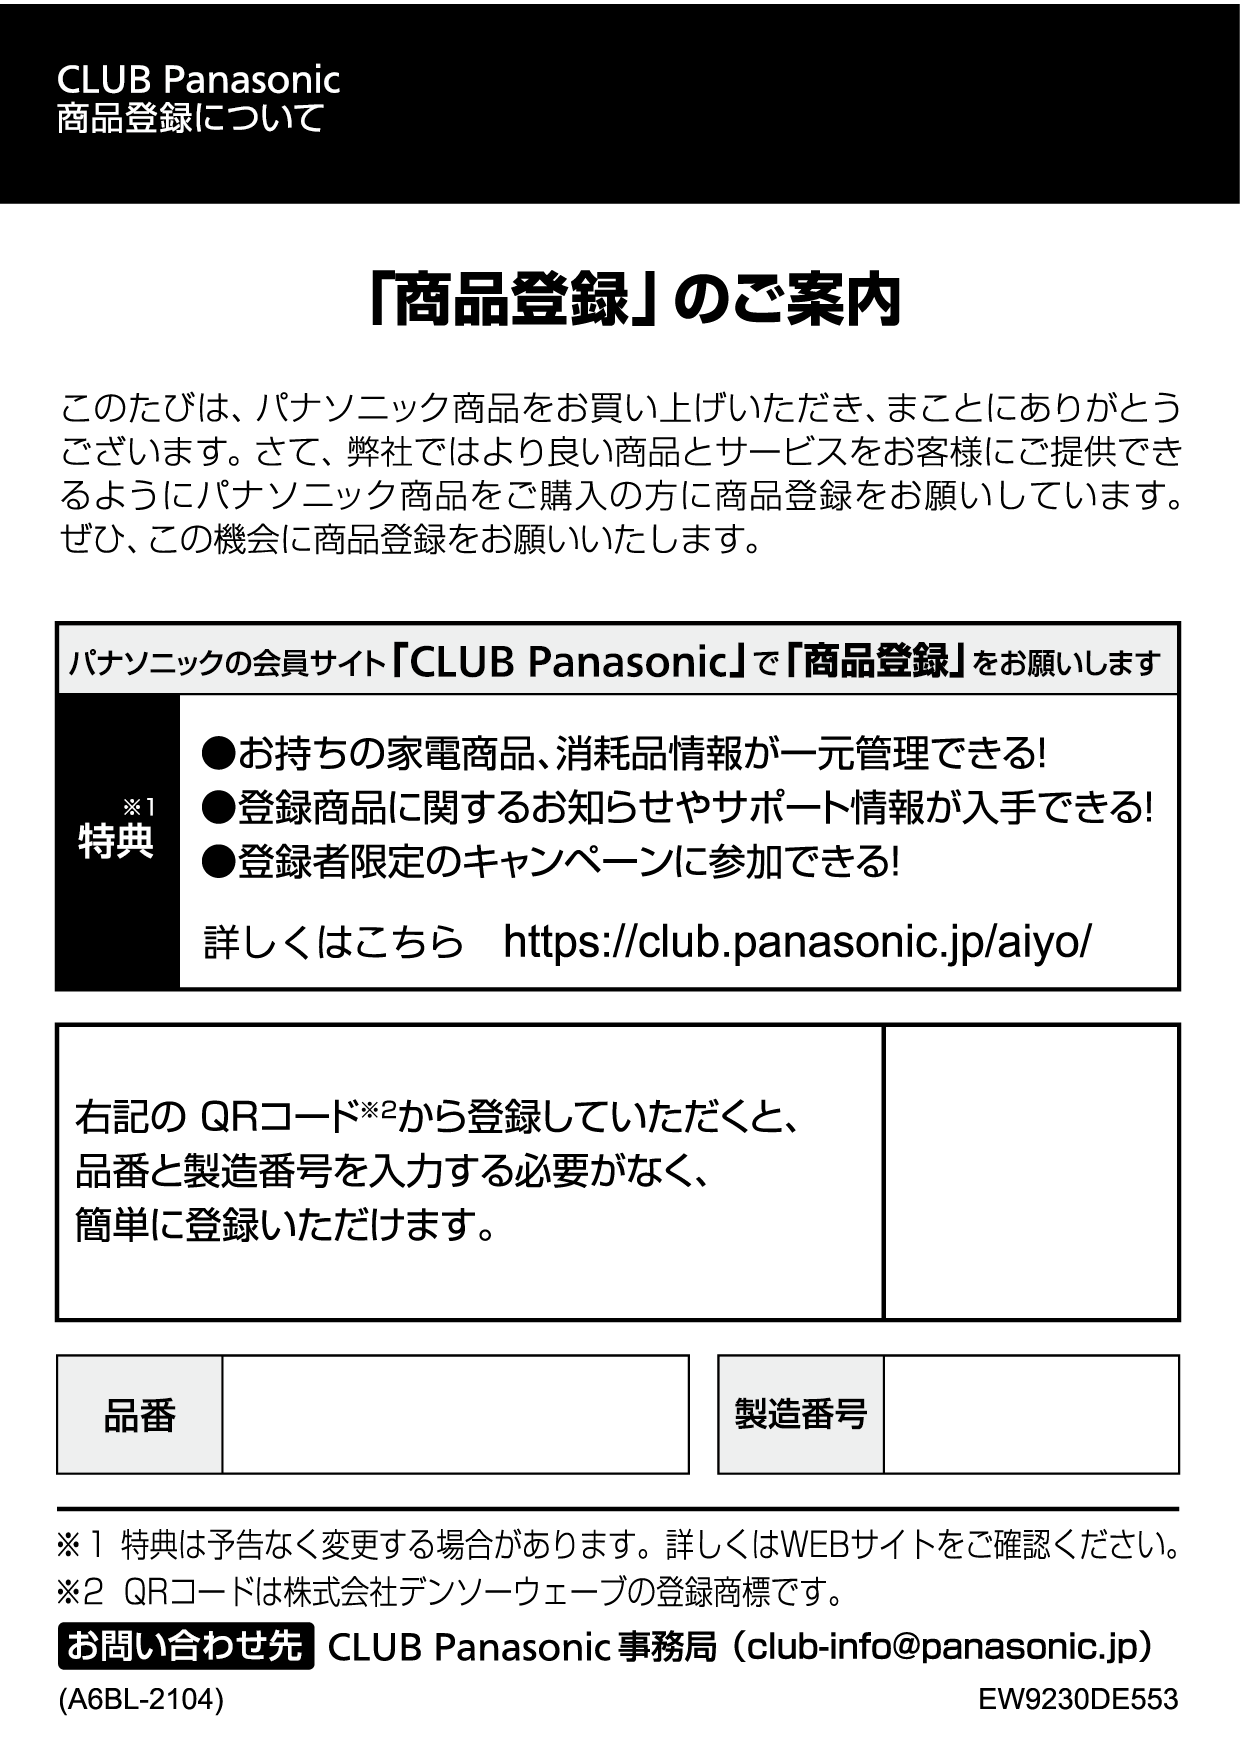 CLUB Panasonic
商品登録について
「商品登録」のご案内
このたびは、パナソニック商品をお買い上げいただき、まことにありがとう
ございます。さて、弊社ではより良い商品とサービスをお客様にご提供でき
るようにパナソニック商品をご購入の方に商品登録をお願いしています。
ぜひ、この機会に商品登録をお願いいたします。
パナソニックの会員サイト「CLUB Panasonic」で「商品登録」をお願いします
特典※1
●お持ちの家電商品、消耗品情報が一元管理できる!
●登録商品に関するお知らせやサポート情報が入手できる!
●登録者限定のキャンペーンに参加できる!
詳しくはこちら https://club.panasonic.jp/aiyo/
右記の QRコード※2から登録していただくと、
品番と製造番号を入力する必要がなく、
簡単に登録いただけます。
品番
製造番号
※1 特典は予告なく変更する場合があります。詳しくはWEBサイトをご確認ください。
※2 QRコードは株式会社デンソーウェーブの登録商標です。
お問い合わせ先 CLUB Panasonic 事務局（club-info@panasonic.jp）
(A6BL-2104) EW9230DE553